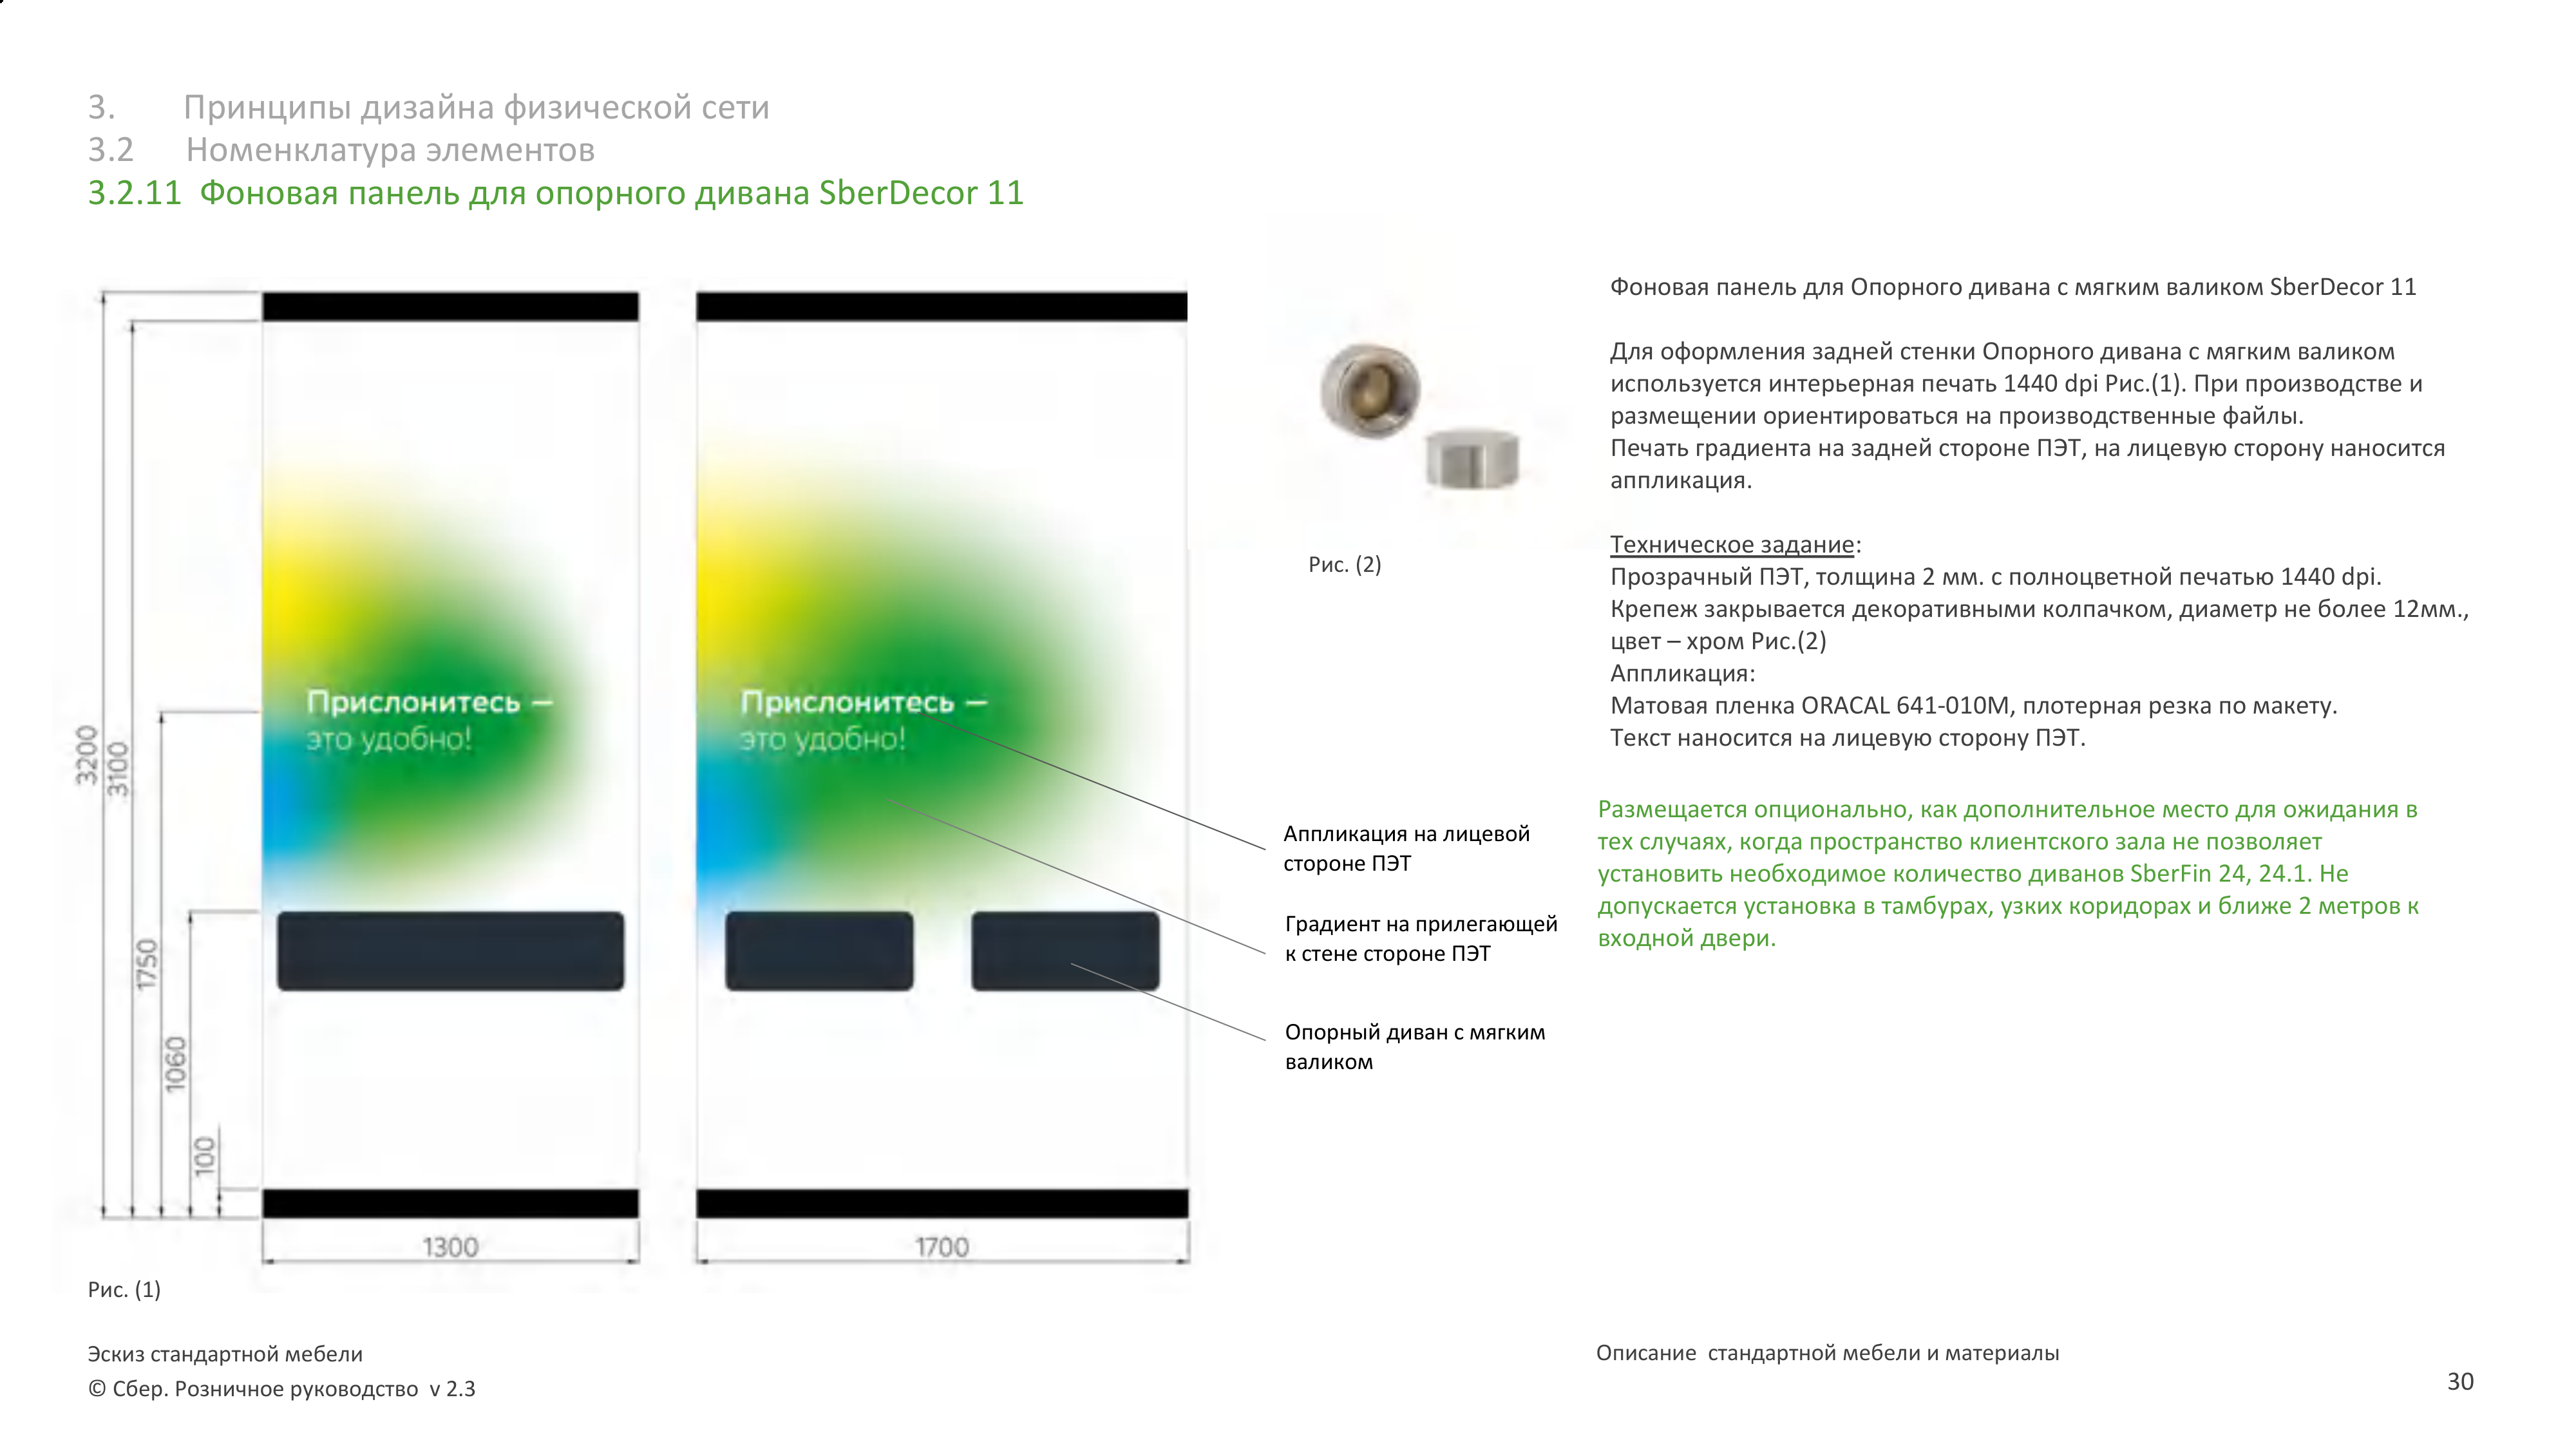 3. Принципы дизайна физической сети
3.2 Номенклатура элементов
3.2.11 Фоновая панель для опорного дивана SberDecor 11
3200
3100
1750
1060
100
Прислонитесь –
это удобно!
1300
Прислонитесь –
это удобно!
1700
Рис. (1)
Рис. (2)
Аппликация на лицевой
стороне ПЭТ
Градиент на прилегающей
к стене стороне ПЭТ
Опорный диван с мягким
валиком
Фоновая панель для Опорного дивана с мягким валиком SberDecor 11
Для оформления задней стенки Опорного дивана с мягким валиком
используется интерьерная печать 1440 dpi Рис.(1). При производстве и
размещении ориентироваться на производственные файлы.
Печать градиента на задней стороне ПЭТ, на лицевую сторону наносится
аппликация.
Техническое задание:
Прозрачный ПЭТ, толщина 2 мм. с полноцветной печатью 1440 dpi.
Крепеж закрывается декоративными колпачком, диаметр не более 12мм.,
цвет – хром Рис.(2)
Аппликация:
Матовая пленка ORACAL 641-010M, плотерная резка по макету.
Текст наносится на лицевую сторону ПЭТ.
Размещается опционально, как дополнительное место для ожидания в
тех случаях, когда пространство клиентского зала не позволяет
установить необходимое количество диванов SberFin 24, 24.1. Не
допускается установка в тамбурах, узких коридорах и ближе 2 метров к
входной двери.
Эскиз стандартной мебели
© Сбер. Розничное руководство v 2.3
Описание стандартной мебели и материалы
30